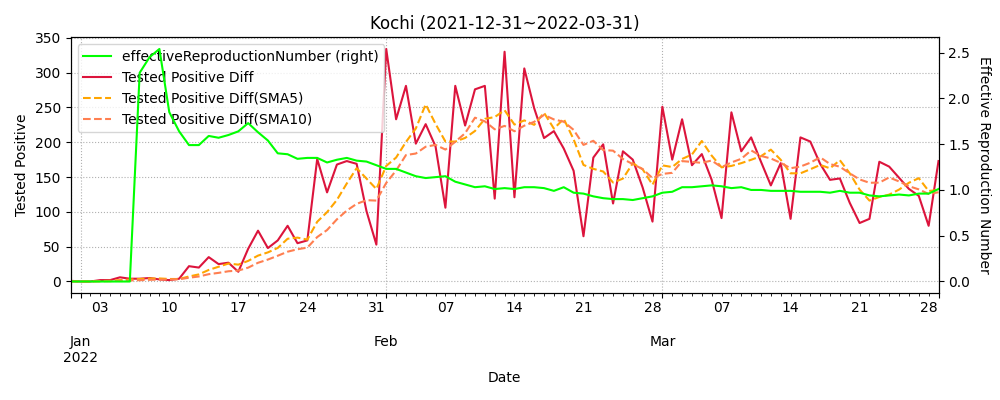 Kochi (2021-12-31~2022-03-31)
effectiveReproductionNumber (right)
Tested Positive Diff
Tested Positive Diff(SMA5)
Tested Positive Diff(SMA10)
Tested Positive
350
300
250
200
150
100
50
0
2.5
2.0
1.5
1.0
0.5
0.0
Effective Reproduction Number
03 10 17 24 31 07 14 21 28 07 14 21 28
Jan Feb Mar
2022
Date